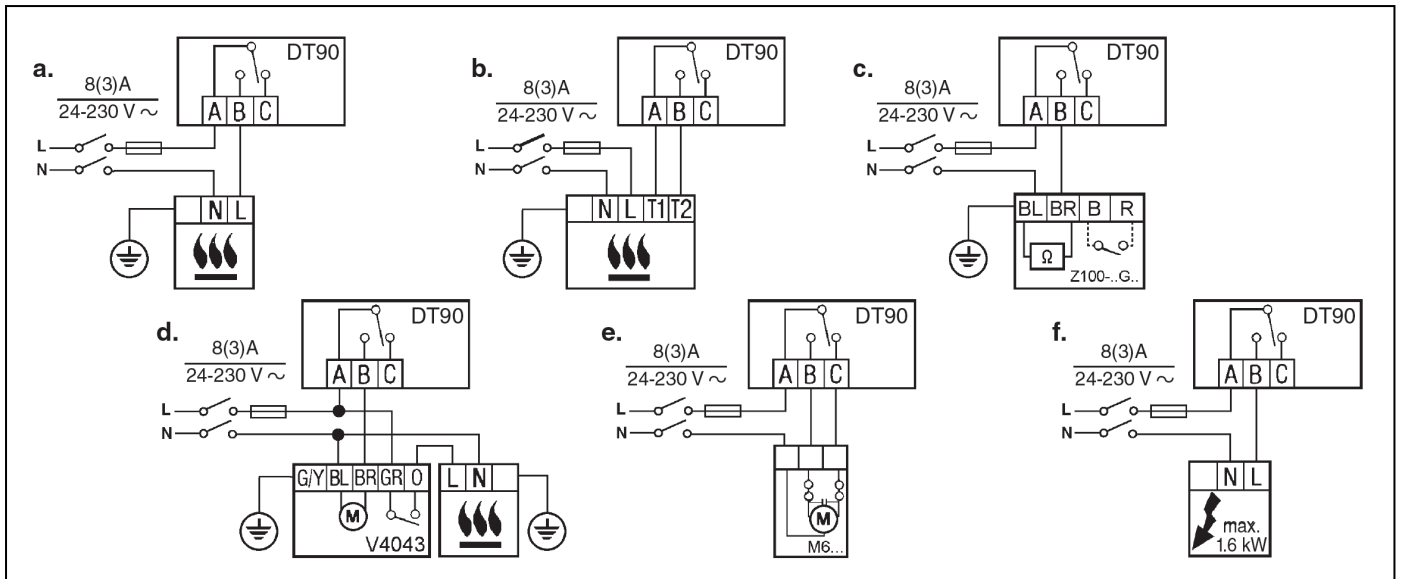 a.
DT90
8(3)A
24-230 V ~
A B C
L
N
N L
b.
DT90
8(3)A
24-230 V ~
A B C
L
N
N L T1 T2
c.
DT90
8(3)A
24-230 V ~
A B C
L
N
BL BR B R
Ω
Z100-..G..
d.
DT90
8(3)A
24-230 V ~
A B C
L
N
G/Y BL BR GR O
L N
M
V4043
e.
DT90
8(3)A
24-230 V ~
A B C
L
N
M
M6...
f.
DT90
8(3)A
24-230 V ~
A B C
L
N
N L
max.
1.6 kW